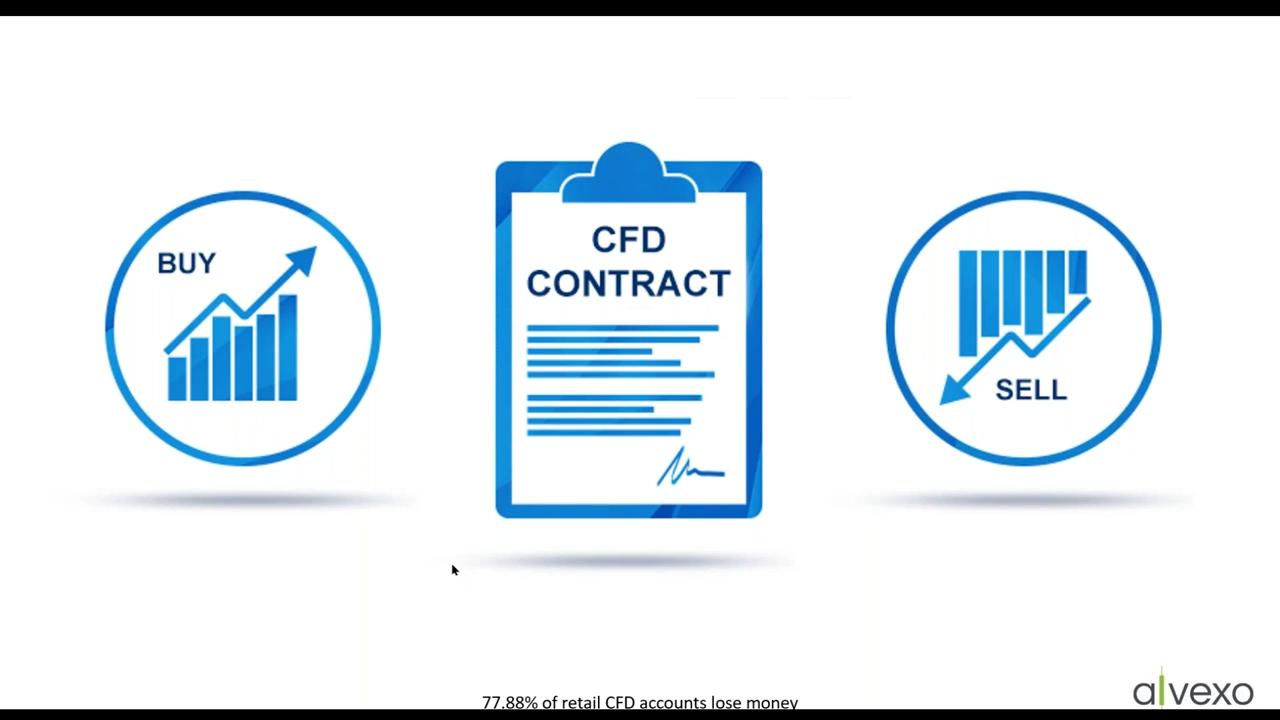 BUY
CFD
CONTRACT
SELL
77.88% of retail CFD accounts lose money
alvexo